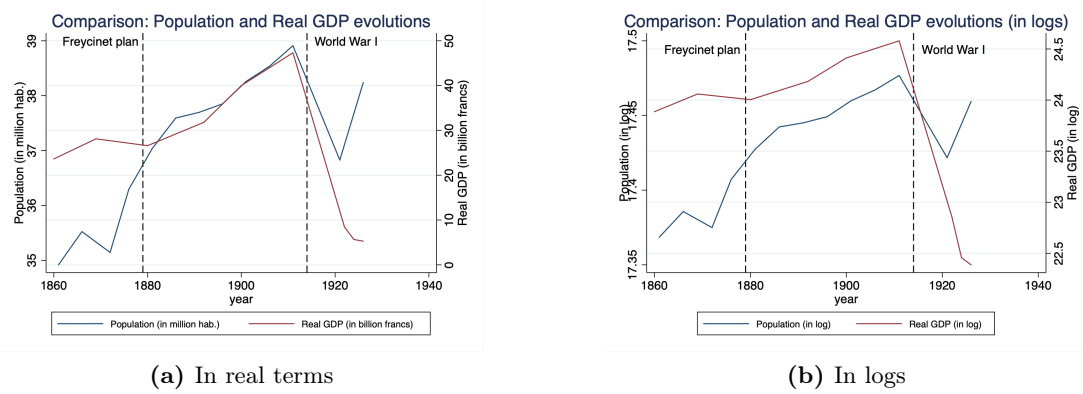 Comparison: Population and Real GDP evolutions
Freycinet plan
World War I
Population (in million hab.)
35 36 37 38 39
Real GDP (in billion francs)
0 10 20 30 40 50
1860 1880 1900 1920 1940
year
Population (in million hab.) Real GDP (in billion francs)
(a) In real terms
Comparison: Population and Real GDP evolutions (in logs)
Freycinet plan
World War I
Population (in log)
17.35 17.4 17.45 17.5
Real GDP (in log)
22.5 23 23.5 24 24.5
1860 1880 1900 1920 1940
year
Population (in log) Real GDP (in log)
(b) In logs